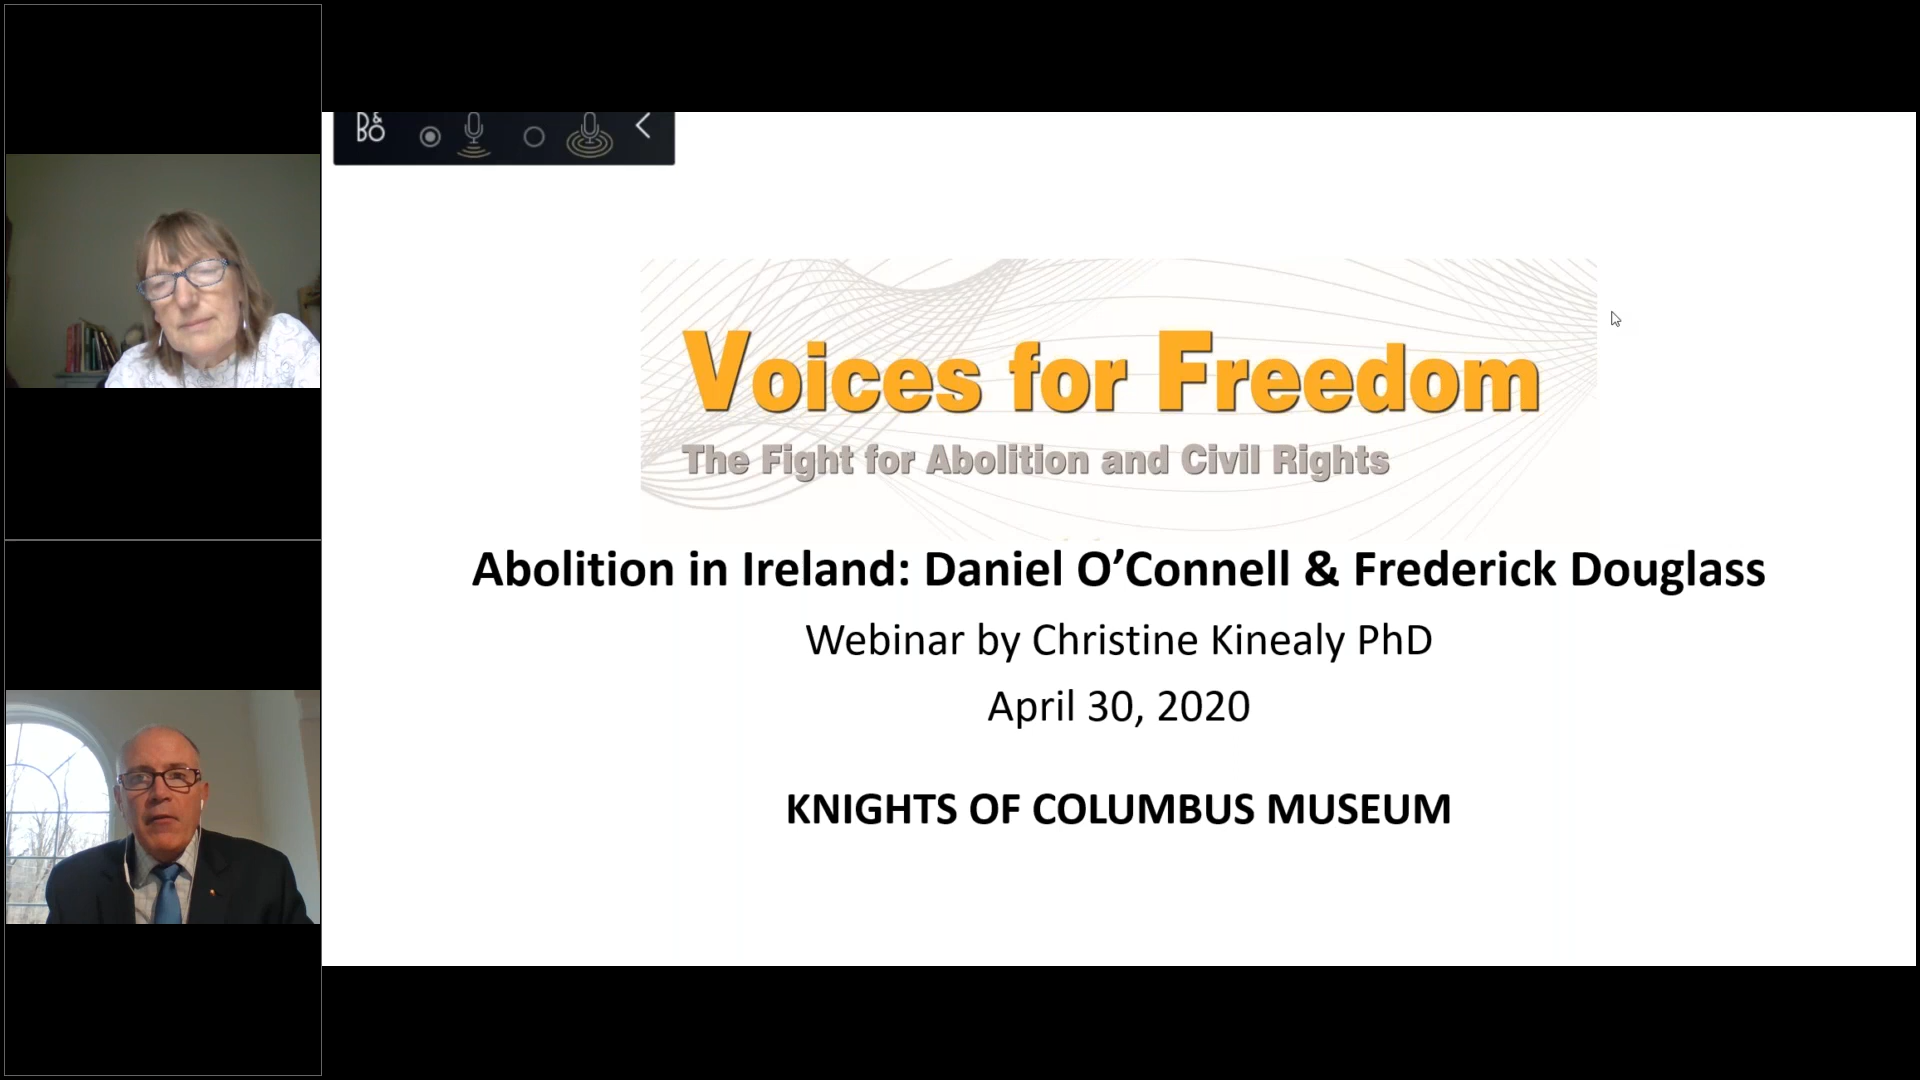 B&O
Voices for Freedom
The Fight for Abolition and Civil Rights
Abolition in Ireland: Daniel O’Connell & Frederick Douglass
Webinar by Christine Kinealy PhD
April 30, 2020
KNIGHTS OF COLUMBUS MUSEUM